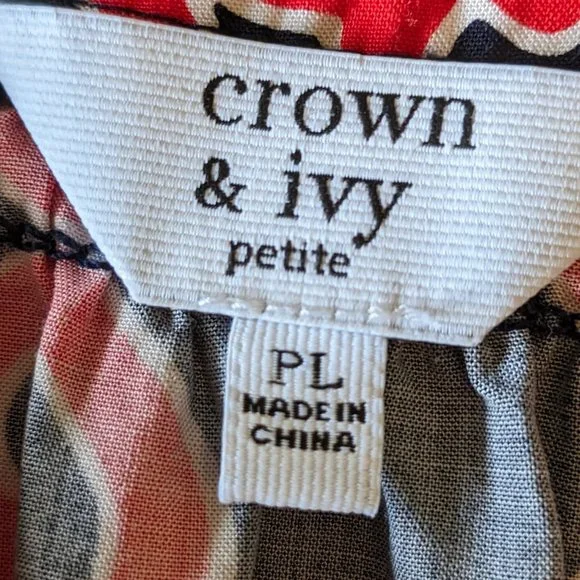 crown
& ivy
petite
PL
MADE IN
CHINA